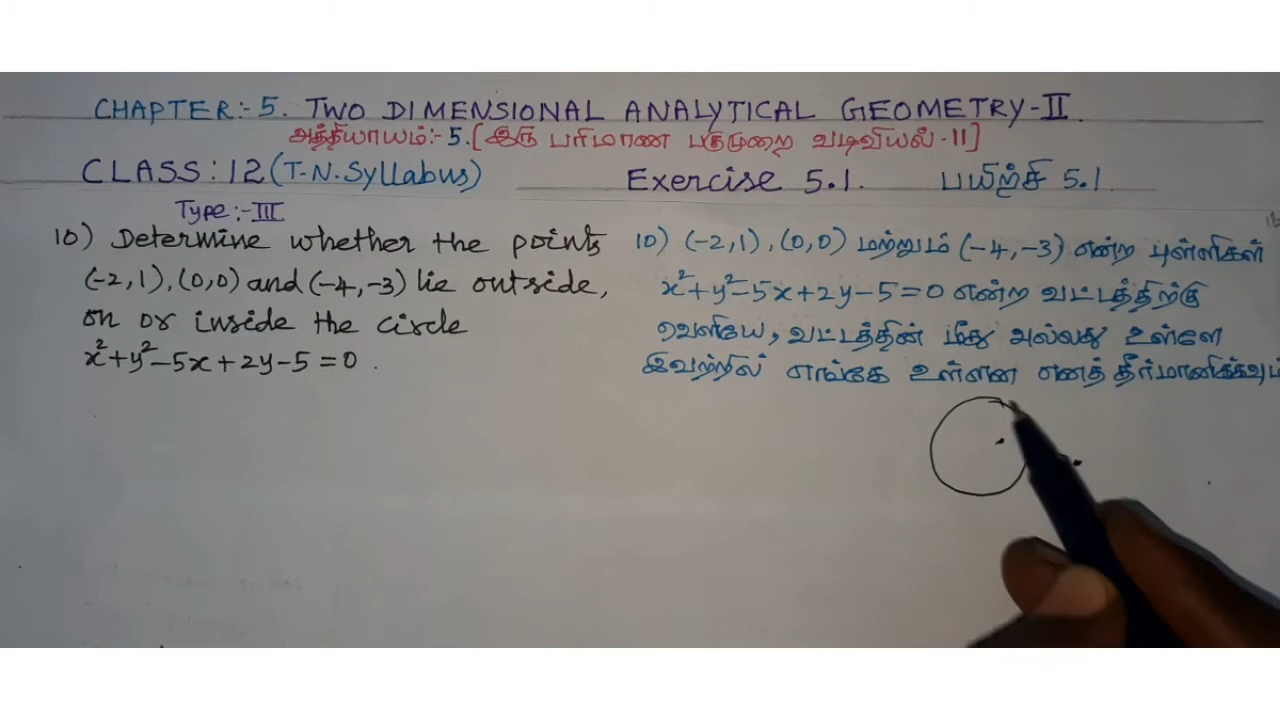 CHAPTER:- 5. TWO DIMENSIONAL ANALYTICAL GEOMETRY-II.
அத்தியாயம்:- 5. [இரு பரிமாண பகுமுறை வடிவியல்-II]
CLASS: 12 (T.N. Syllabus) Exercise 5.1. பயிற்சி 5.1
Type:-III
10) Determine whether the points
(-2,1), (0,0) and (-4,-3) lie outside,
on or inside the circle
x²+y²-5x+2y-5=0.
10) (-2,1), (0,0) மற்றும் (-4,-3) என்ற புள்ளிகள்
x²+y²-5x+2y-5=0 என்ற வட்டத்திற்கு
வெளியே, வட்டத்தின் மீது அல்லது உள்ளே
இவற்றில் எங்கே உள்ளன எனத் தீர்மானிக்கவும்